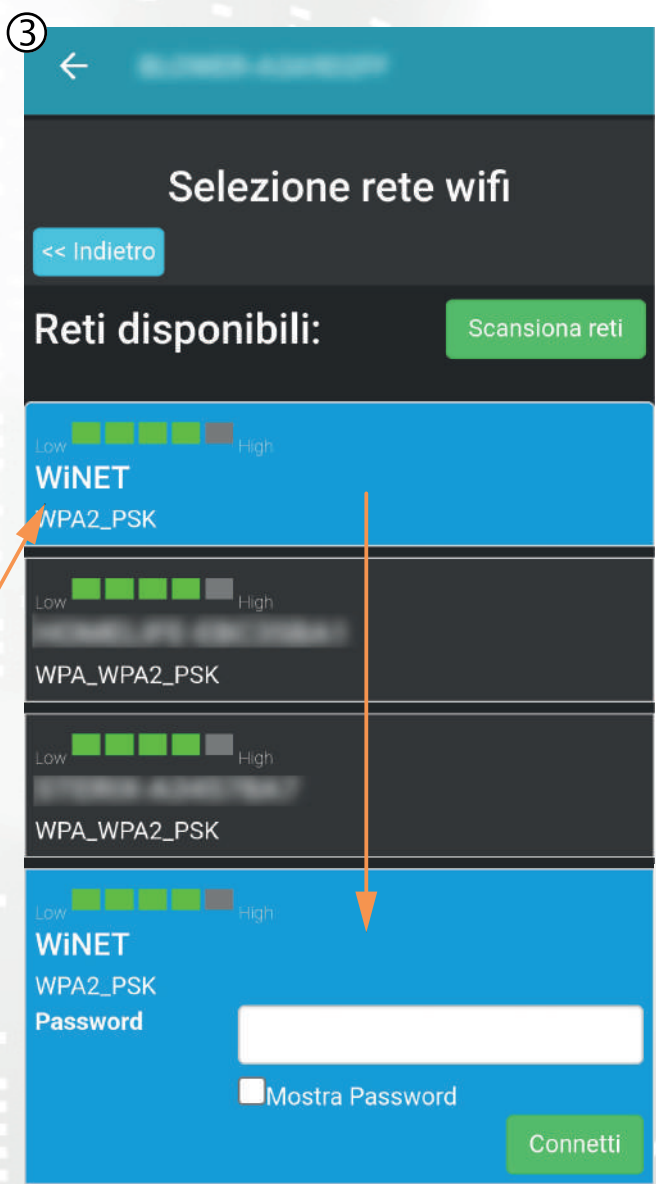 ③
Selezione rete wifi
<< Indietro
Reti disponibili:
Scansiona reti
Low High
WiNET
WPA2_PSK
Low High
WPA_WPA2_PSK
Low High
WPA_WPA2_PSK
Low High
WiNET
WPA2_PSK
Password
Mostra Password
Connetti